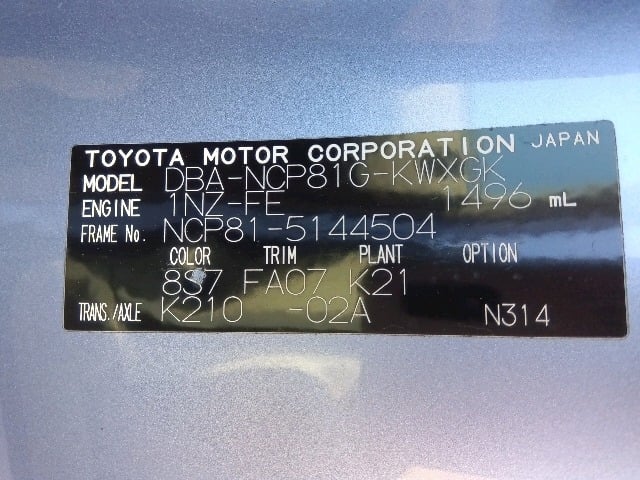 TOYOTA MOTOR CORPORATION JAPAN
MODEL DBA-NCP81G-KWXGK
ENGINE 1NZ-FE 1496 mL
FRAME No. NCP81-5144504
COLOR TRIM PLANT OPTION
8S7 FA07 K21
TRANS./AXLE K210 -02A N314